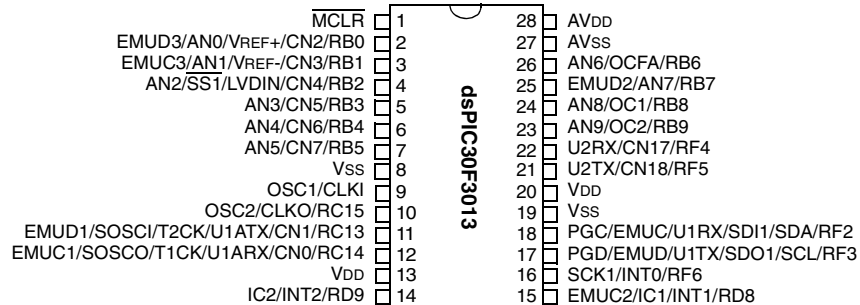 MCLR 1 28 AVDD
EMUD3/AN0/VREF+/CN2/RB0 2 27 AVSS
EMUC3/AN1/VREF-/CN3/RB1 3 26 AN6/OCFA/RB6
AN2/SS1/LVDIN/CN4/RB2 4 25 EMUD2/AN7/RB7
AN3/CN5/RB3 5 24 AN8/OC1/RB8
AN4/CN6/RB4 6 23 AN9/OC2/RB9
AN5/CN7/RB5 7 22 U2RX/CN17/RF4
VSS 8 21 U2TX/CN18/RF5
OSC1/CLKI 9 20 VDD
OSC2/CLKO/RC15 10 19 VSS
EMUD1/SOSCI/T2CK/U1ATX/CN1/RC13 11 18 PGC/EMUC/U1RX/SDI1/SDA/RF2
EMUC1/SOSCO/T1CK/U1ARX/CN0/RC14 12 17 PGD/EMUD/U1TX/SDO1/SCL/RF3
VDD 13 16 SCK1/INT0/RF6
IC2/INT2/RD9 14 15 EMUC2/IC1/INT1/RD8
dsPIC30F3013